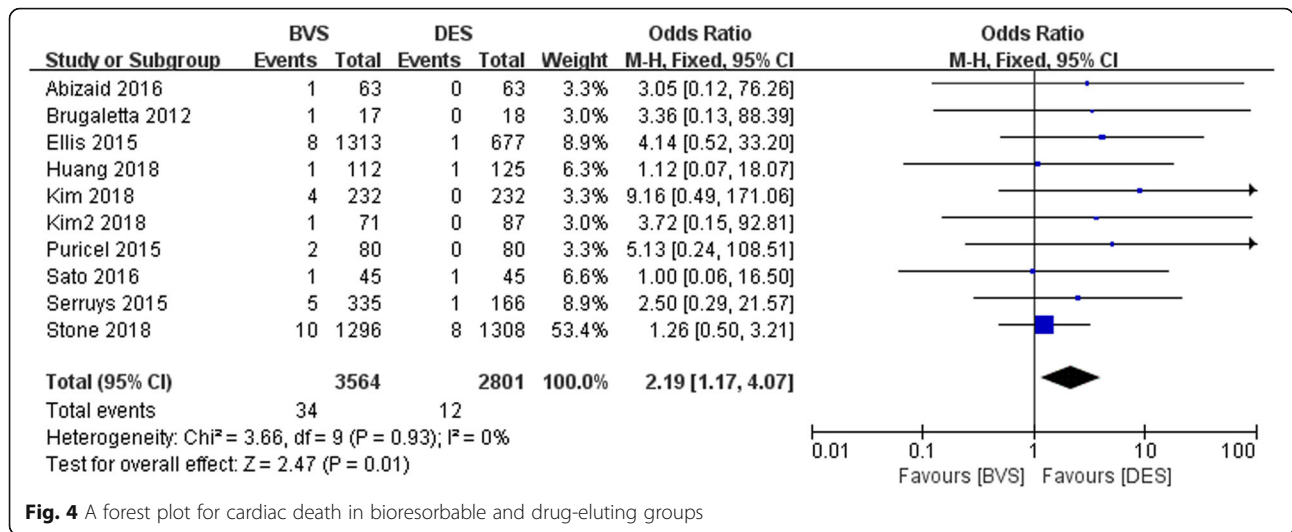 BVS DES Odds Ratio Odds Ratio
Study or Subgroup Events Total Events Total Weight M-H, Fixed, 95% CI M-H, Fixed, 95% CI
Abizaid 2016 1 63 0 63 3.3% 3.05 [0.12, 76.26]
Brugaletta 2012 1 17 0 18 3.0% 3.36 [0.13, 88.39]
Ellis 2015 8 1313 1 677 8.9% 4.14 [0.52, 33.20]
Huang 2018 1 112 1 125 6.3% 1.12 [0.07, 18.07]
Kim 2018 4 232 0 232 3.3% 9.16 [0.49, 171.06]
Kim2 2018 1 71 0 87 3.0% 3.72 [0.15, 92.81]
Puricel 2015 2 80 0 80 3.3% 5.13 [0.24, 108.51]
Sato 2016 1 45 1 45 6.6% 1.00 [0.06, 16.50]
Serruys 2015 5 335 1 166 8.9% 2.50 [0.29, 21.57]
Stone 2018 10 1296 8 1308 53.4% 1.26 [0.50, 3.21]
Total (95% CI) 3564 2801 100.0% 2.19 [1.17, 4.07]
Total events 34 12
Heterogeneity: Chi² = 3.66, df = 9 (P = 0.93); I² = 0%
Test for overall effect: Z = 2.47 (P = 0.01)
0.01 0.1 1 10 100
Favours [BVS] Favours [DES]
Fig. 4 A forest plot for cardiac death in bioresorbable and drug-eluting groups